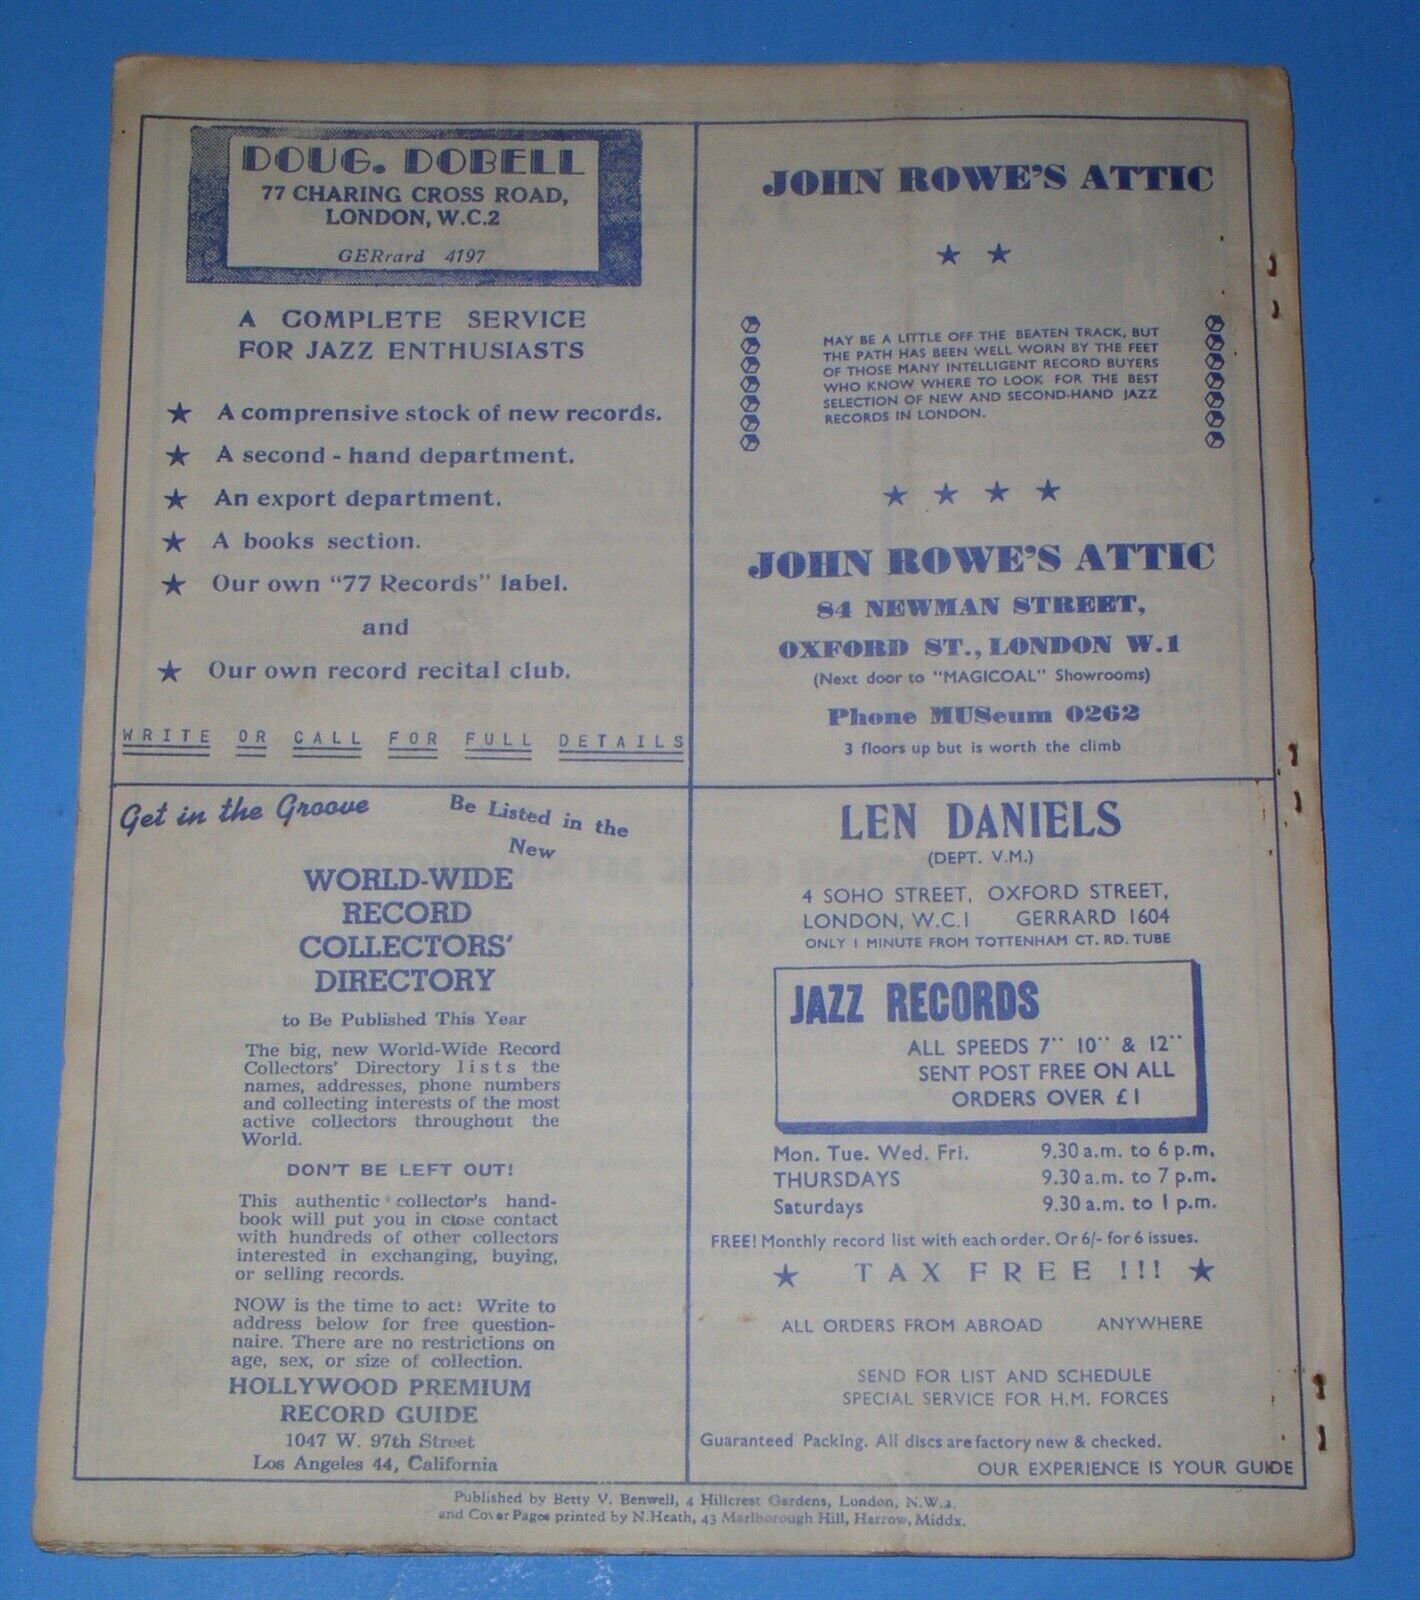 DOUG. DOBELL
77 CHARING CROSS ROAD,
LONDON, W.C.2
GERrard 4197
A COMPLETE SERVICE
FOR JAZZ ENTHUSIASTS
★ A comprensive stock of new records.
★ A second - hand department.
★ An export department.
★ A books section.
★ Our own "77 Records" label.
and
★ Our own record recital club.
WRITE OR CALL FOR FULL DETAILS
JOHN ROWE'S ATTIC
★ ★
MAY BE A LITTLE OFF THE BEATEN TRACK, BUT
THE PATH HAS BEEN WELL WORN BY THE FEET
OF THOSE MANY INTELLIGENT RECORD BUYERS
WHO KNOW WHERE TO LOOK FOR THE BEST
SELECTION OF NEW AND SECOND-HAND JAZZ
RECORDS IN LONDON.
★ ★ ★ ★
JOHN ROWE'S ATTIC
84 NEWMAN STREET,
OXFORD ST., LONDON W.1
(Next door to "MAGICOAL" Showrooms)
Phone MUSeum 0262
3 floors up but is worth the climb
Get in the Groove
Be Listed in the
New
WORLD-WIDE
RECORD
COLLECTORS'
DIRECTORY
to Be Published This Year
The big, new World-Wide Record
Collectors' Directory lists the
names, addresses, phone numbers
and collecting interests of the most
active collectors throughout the
World.
DON'T BE LEFT OUT!
This authentic collector's hand-
book will put you in close contact
with hundreds of other collectors
interested in exchanging, buying,
or selling records.
NOW is the time to act! Write to
address below for free question-
naire. There are no restrictions on
age, sex, or size of collection.
HOLLYWOOD PREMIUM
RECORD GUIDE
1047 W. 97th Street
Los Angeles 44, California
LEN DANIELS
(DEPT. V.M.)
4 SOHO STREET, OXFORD STREET,
LONDON, W.C.1 GERRARD 1604
ONLY 1 MINUTE FROM TOTTENHAM CT. RD. TUBE
JAZZ RECORDS
ALL SPEEDS 7" 10" & 12"
SENT POST FREE ON ALL
ORDERS OVER £1
Mon. Tue. Wed. Fri. 9.30 a.m. to 6 p.m.
THURSDAYS 9.30 a.m. to 7 p.m.
Saturdays 9.30 a.m. to 1 p.m.
FREE! Monthly record list with each order. Or 6/- for 6 issues.
★ TAX FREE !!! ★
ALL ORDERS FROM ABROAD ANYWHERE
SEND FOR LIST AND SCHEDULE
SPECIAL SERVICE FOR H.M. FORCES
Guaranteed Packing. All discs are factory new & checked.
OUR EXPERIENCE IS YOUR GUIDE
Published by Betty V. Benwell, 4 Hillcrest Gardens, London, N.W.2.
and Cover Pages printed by N. Heath, 43 Marlborough Hill, Harrow, Middx.